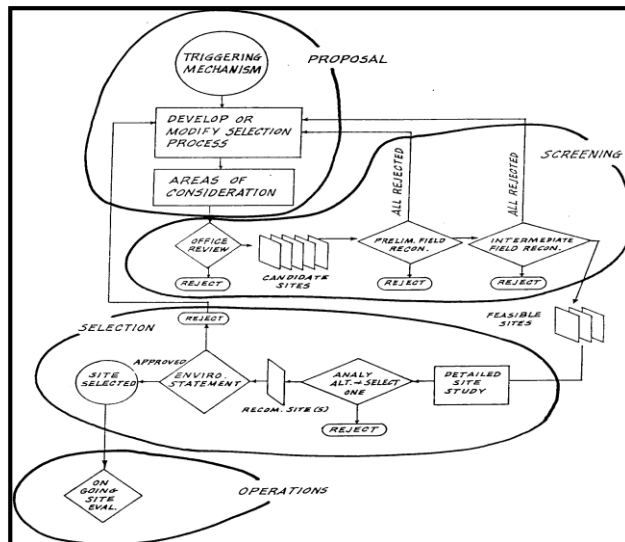 TRIGGERING
MECHANISM
PROPOSAL
DEVELOP OR
MODIFY SELECTION
PROCESS
AREAS OF
CONSIDERATION
SCREENING
ALL REJECTED
ALL REJECTED
OFFICE
REVIEW
REJECT
CANDIDATE
SITES
PRELIM. FIELD
RECON.
REJECT
INTERMEDIATE
FIELD RECON.
REJECT
FEASIBLE
SITES
SELECTION
REJECT
APPROVED
SITE
SELECTED
ENVIRO.
STATEMENT
RECOM. SITE(S)
ANALY
ALT. → SELECT
ONE
REJECT
DETAILED
SITE
STUDY
ON
GOING
SITE
EVAL.
OPERATIONS